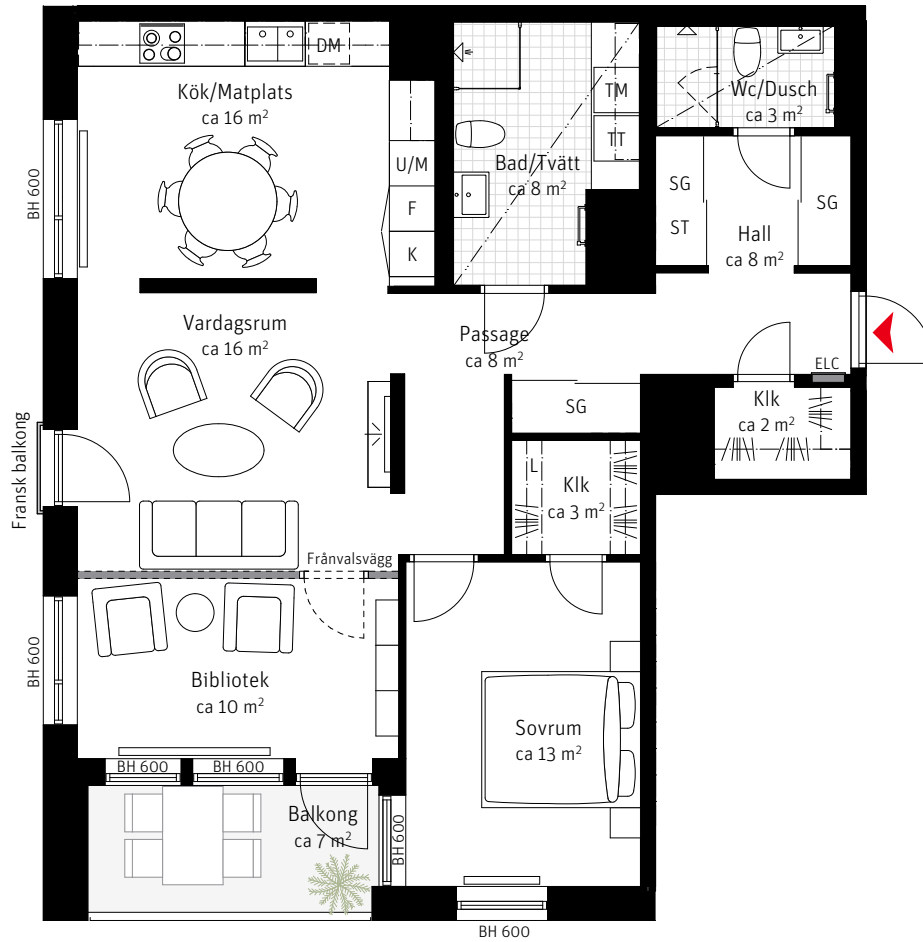 DM
Kök/Matplats
ca 16 m²
BH 600
U/M
F
K
TM
TT
Bad/Tvätt
ca 8 m²
Wc/Dusch
ca 3 m²
SG
ST
SG
Hall
ca 8 m²
Vardagsrum
ca 16 m²
Passage
ca 8 m²
ELC
SG
Klk
ca 2 m²
Fransk balkong
L
Klk
ca 3 m²
Frånvalsvägg
BH 600
Bibliotek
ca 10 m²
Sovrum
ca 13 m²
BH 600
BH 600
Balkong
ca 7 m²
BH 600
BH 600